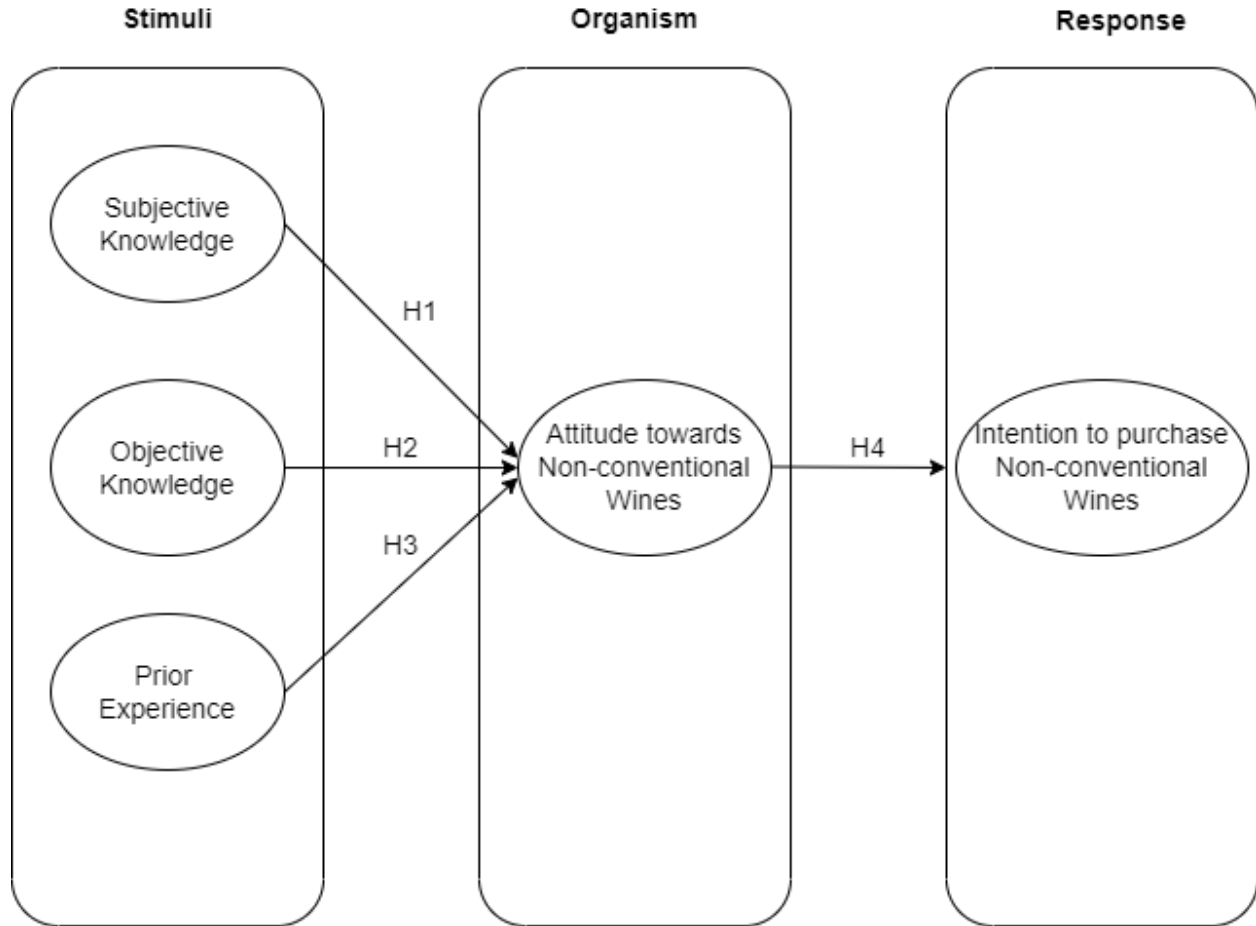 Stimuli
Organism
Response
Subjective
Knowledge
H1
Objective
Knowledge
H2
Attitude towards
Non-conventional
Wines
H4
Intention to purchase
Non-conventional
Wines
H3
Prior
Experience